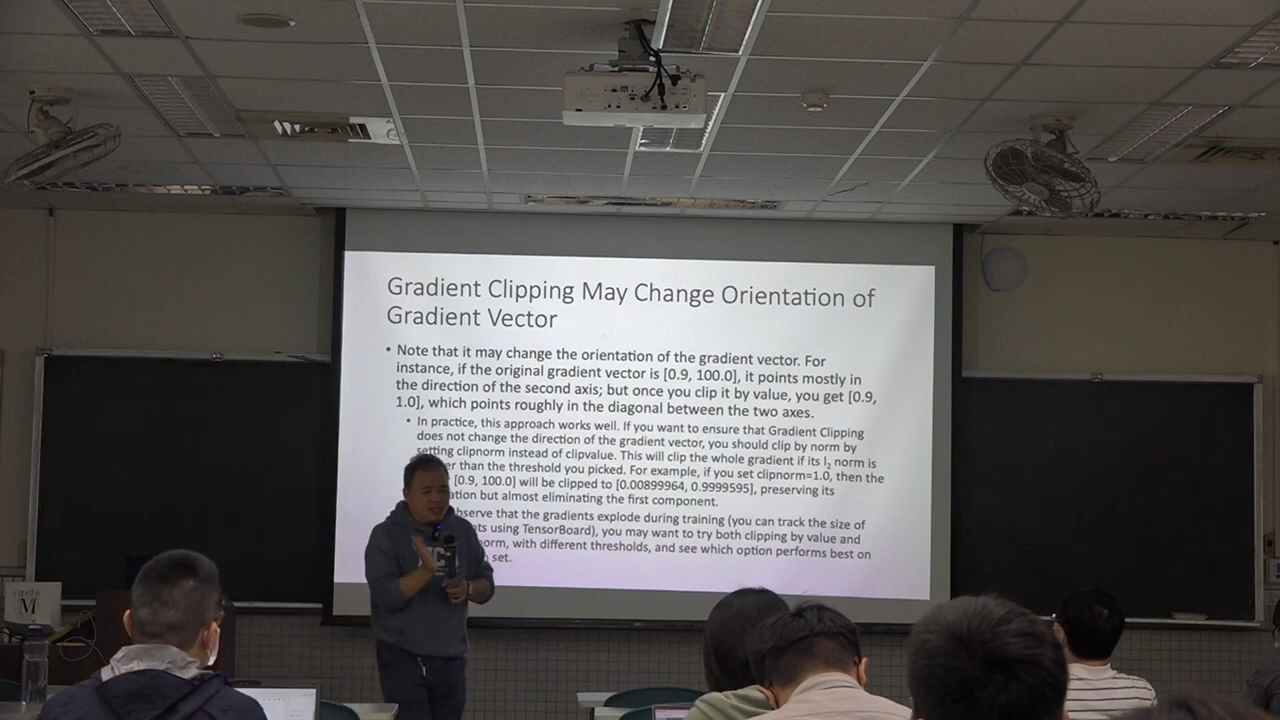 Gradient Clipping May Change Orientation of
Gradient Vector
• Note that it may change the orientation of the gradient vector. For
instance, if the original gradient vector is [0.9, 100.0], it points mostly in
the direction of the second axis; but once you clip it by value, you get [0.9,
1.0], which points roughly in the diagonal between the two axes.
• In practice, this approach works well. If you want to ensure that Gradient Clipping
does not change the direction of the gradient vector, you should clip by norm by
setting clipnorm instead of clipvalue. This will clip the whole gradient if its l2 norm is
than the threshold you picked. For example, if you set clipnorm=1.0, then the
[0.9, 100.0] will be clipped to [0.00899964, 0.9999595], preserving its
but almost eliminating the first component.
observe that the gradients explode during training (you can track the size of
using TensorBoard), you may want to try both clipping by value and
norm, with different thresholds, and see which option performs best on
set.
M